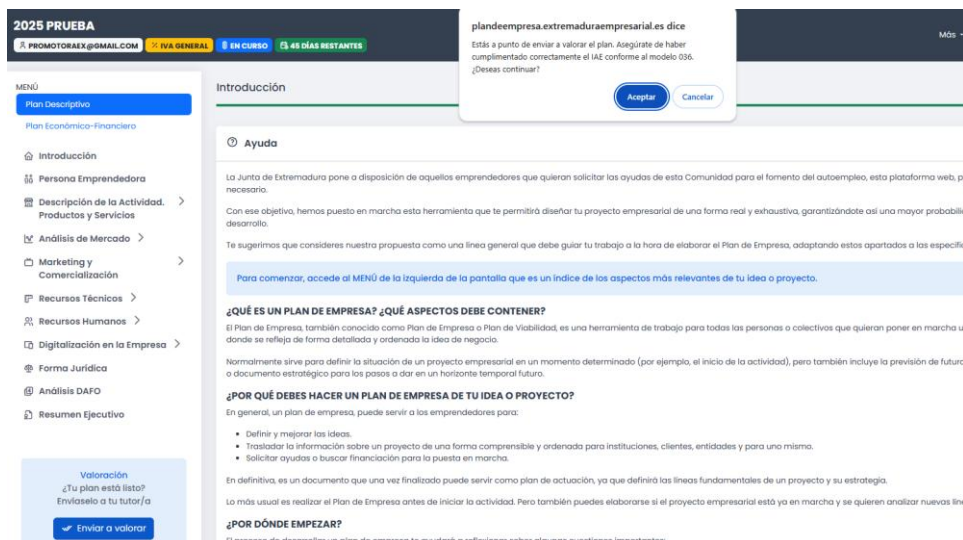 2025 PRUEBA
PROMOTORAEX@GMAIL.COM IVA GENERAL EN CURSO 45 DÍAS RESTANTES
plandeempresa.extremaduraempresarial.es dice
Estás a punto de enviar a valorar el plan. Asegúrate de haber
cumplimentado correctamente el IAE conforme al modelo 036.
¿Deseas continuar?
Aceptar Cancelar
Más
MENÚ
Plan Descriptivo
Plan Económico-Financiero
Introducción
Persona Emprendedora
Descripción de la Actividad.
Productos y Servicios
Análisis de Mercado
Marketing y
Comercialización
Recursos Técnicos
Recursos Humanos
Digitalización en la Empresa
Forma Jurídica
Análisis DAFO
Resumen Ejecutivo
Valoración
¿Tu plan está listo?
Envíaselo a tu tutor/a
Enviar a valorar
Introducción
Ayuda
La Junta de Extremadura pone a disposición de aquellos emprendedores que quieran solicitar las ayudas de esta Comunidad para el fomento del autoempleo, esta plataforma web, p
necesario.
Con ese objetivo, hemos puesto en marcha esta herramienta que te permitirá diseñar tu proyecto empresarial de una forma real y exhaustiva, garantizándote así una mayor probabili
desarrollo.
Te sugerimos que consideres nuestra propuesta como una línea general que debe guiar tu trabajo a la hora de elaborar el Plan de Empresa, adaptando estos apartados a las específi
Para comenzar, accede al MENÚ de la izquierda de la pantalla que es un índice de los aspectos más relevantes de tu idea o proyecto.
¿QUÉ ES UN PLAN DE EMPRESA? ¿QUÉ ASPECTOS DEBE CONTENER?
El Plan de Empresa, también conocido como Plan de Empresa o Plan de Viabilidad, es una herramienta de trabajo para todas las personas o colectivos que quieran poner en marcha u
donde se refleja de forma detallada y ordenada la idea de negocio.
Normalmente sirve para definir la situación de un proyecto empresarial en un momento determinado (por ejemplo, el inicio de la actividad), pero también incluye la previsión de futuro
o documento estratégico para los pasos a dar en un horizonte temporal futuro.
¿POR QUÉ DEBES HACER UN PLAN DE EMPRESA DE TU IDEA O PROYECTO?
En general, un plan de empresa, puede servir a los emprendedores para:
Definir y mejorar las ideas.
Trasladar la información sobre un proyecto de una forma comprensible y ordenada para instituciones, clientes, entidades y para uno mismo.
Solicitar ayudas o buscar financiación para la puesta en marcha.
En definitiva, es un documento que una vez finalizado puede servir como plan de actuación, ya que definirá las líneas fundamentales de un proyecto y su estrategia.
Lo más usual es realizar el Plan de Empresa antes de iniciar la actividad. Pero también puedes elaborarse si el proyecto empresarial está ya en marcha y se quieren analizar nuevas lín
¿POR DÓNDE EMPEZAR?